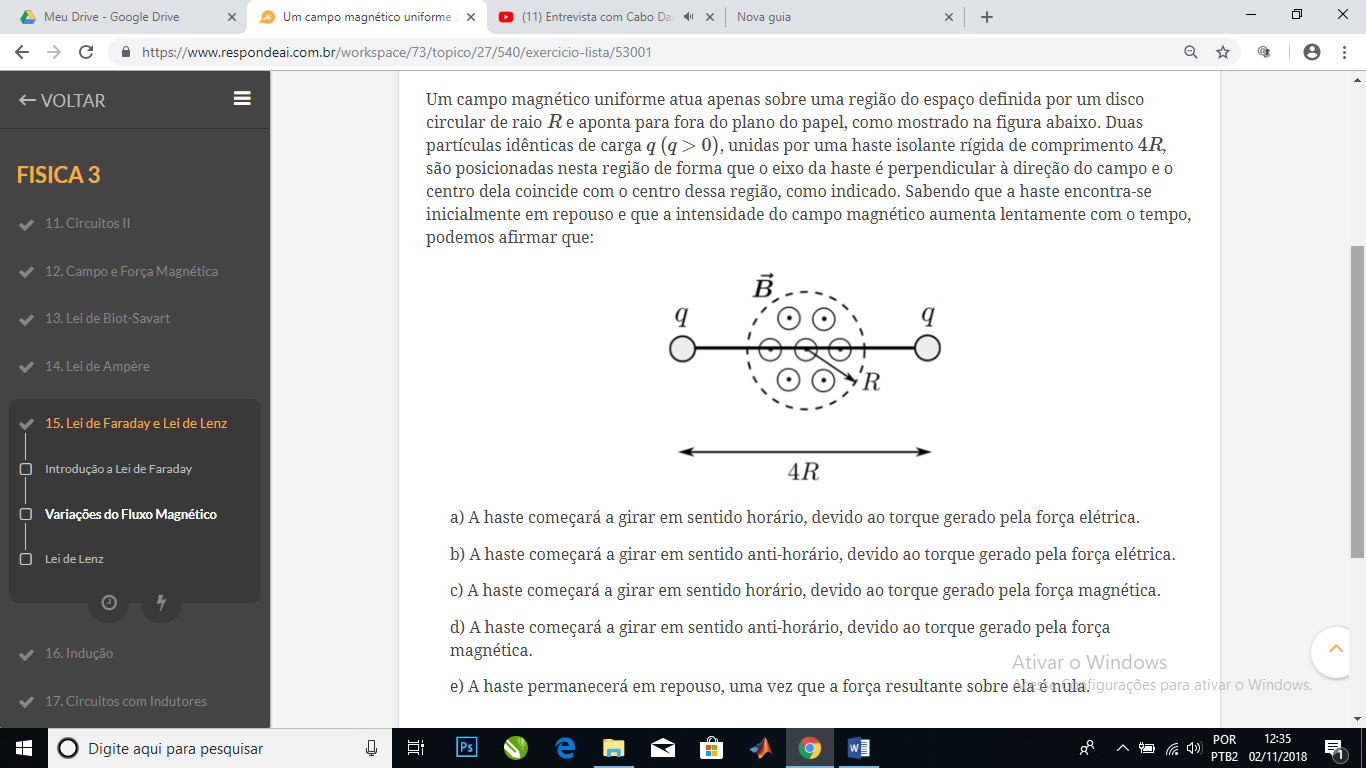 Meu Drive - Google Drive
Um campo magnético uniforme
(11) Entrevista com Cabo Da
Nova guia
https://www.respondeai.com.br/workspace/73/topico/27/540/exercicio-lista/53001
← VOLTAR
FISICA 3
11. Circuitos II
12. Campo e Força Magnética
13. Lei de Biot-Savart
14. Lei de Ampère
15. Lei de Faraday e Lei de Lenz
Introdução a Lei de Faraday
Variações do Fluxo Magnético
Lei de Lenz
16. Indução
17. Circuitos com Indutores
Um campo magnético uniforme atua apenas sobre uma região do espaço definida por um disco
circular de raio R e aponta para fora do plano do papel, como mostrado na figura abaixo. Duas
partículas idênticas de carga q (q > 0), unidas por uma haste isolante rígida de comprimento 4R,
são posicionadas nesta região de forma que o eixo da haste é perpendicular à direção do campo e o
centro dela coincide com o centro dessa região, como indicado. Sabendo que a haste encontra-se
inicialmente em repouso e que a intensidade do campo magnético aumenta lentamente com o tempo,
podemos afirmar que:
B⃗
q
q
R
4R
a) A haste começará a girar em sentido horário, devido ao torque gerado pela força elétrica.
b) A haste começará a girar em sentido anti-horário, devido ao torque gerado pela força elétrica.
c) A haste começará a girar em sentido horário, devido ao torque gerado pela força magnética.
d) A haste começará a girar em sentido anti-horário, devido ao torque gerado pela força
magnética.
e) A haste permanecerá em repouso, uma vez que a força resultante sobre ela é nula.
Ativar o Windows
Acesse Configurações para ativar o Windows.
Digite aqui para pesquisar
Ps
POR
PTB2
12:35
02/11/2018
1